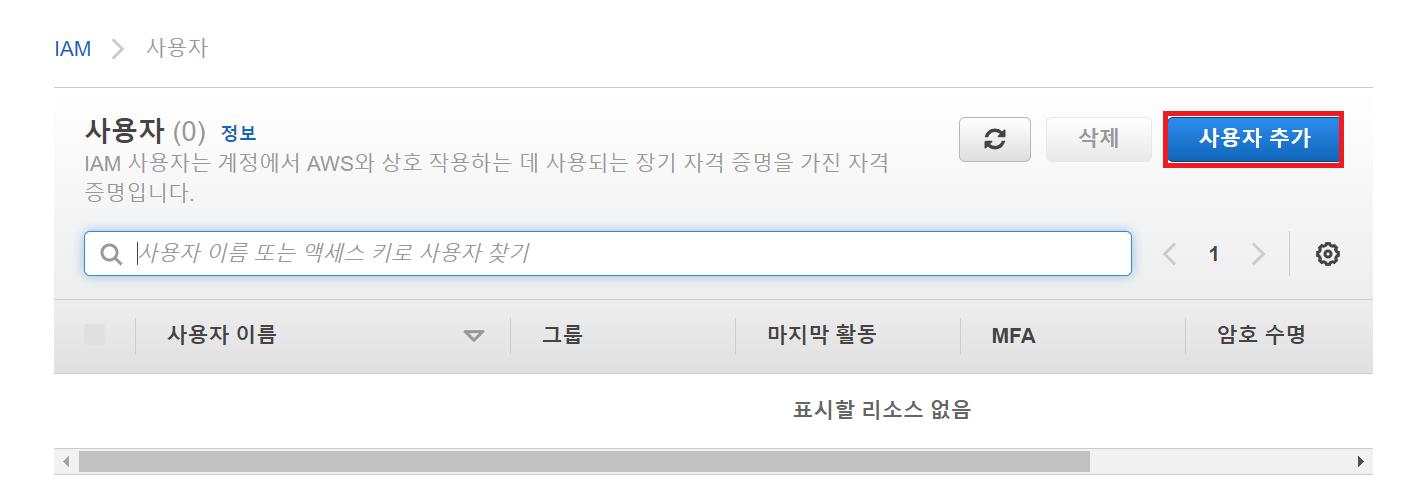 IAM > 사용자
사용자 (0) 정보
IAM 사용자는 계정에서 AWS와 상호 작용하는 데 사용되는 장기 자격 증명을 가진 자격
증명입니다.
삭제
사용자 추가
사용자 이름 또는 액세스 키로 사용자 찾기
1
사용자 이름 그룹 마지막 활동 MFA 암호 수명
표시할 리소스 없음